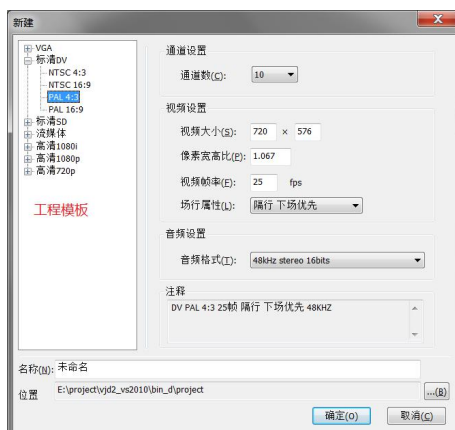 新建
VGA
标清DV
NTSC 4:3
NTSC 16:9
PAL 4:3
PAL 16:9
标清SD
流媒体
高清1080i
高清1080p
高清720p
工程模板
通道设置
通道数(C): 10
视频设置
视频大小(S): 720 × 576
像素宽高比(P): 1.067
视频帧率(F): 25 fps
场行属性(L): 隔行 下场优先
音频设置
音频格式(T): 48kHz stereo 16bits
注释
DV PAL 4:3 25帧 隔行 下场优先 48KHZ
名称(N): 未命名
位置 E:\project\vjd2_vs2010\bin_d\project ...(B)
确定(O) 取消(C)